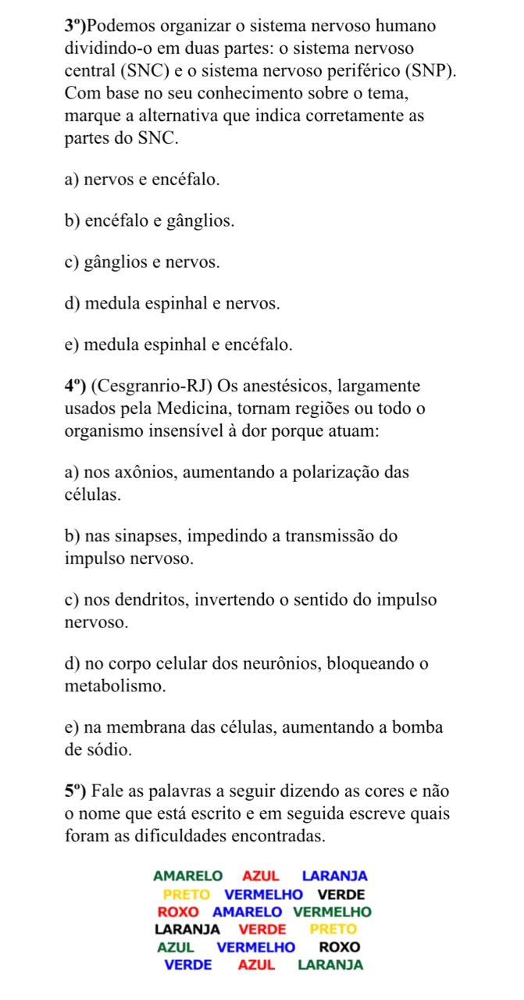 3º)Podemos organizar o sistema nervoso humano
dividindo-o em duas partes: o sistema nervoso
central (SNC) e o sistema nervoso periférico (SNP).
Com base no seu conhecimento sobre o tema,
marque a alternativa que indica corretamente as
partes do SNC.
a) nervos e encéfalo.
b) encéfalo e gânglios.
c) gânglios e nervos.
d) medula espinhal e nervos.
e) medula espinhal e encéfalo.
4º) (Cesgranrio-RJ) Os anestésicos, largamente
usados pela Medicina, tornam regiões ou todo o
organismo insensível à dor porque atuam:
a) nos axônios, aumentando a polarização das
células.
b) nas sinapses, impedindo a transmissão do
impulso nervoso.
c) nos dendritos, invertendo o sentido do impulso
nervoso.
d) no corpo celular dos neurônios, bloqueando o
metabolismo.
e) na membrana das células, aumentando a bomba
de sódio.
5º) Fale as palavras a seguir dizendo as cores e não
o nome que está escrito e em seguida escreve quais
foram as dificuldades encontradas.
AMARELO AZUL LARANJA
PRETO VERMELHO VERDE
ROXO AMARELO VERMELHO
LARANJA VERDE PRETO
AZUL VERMELHO ROXO
VERDE AZUL LARANJA